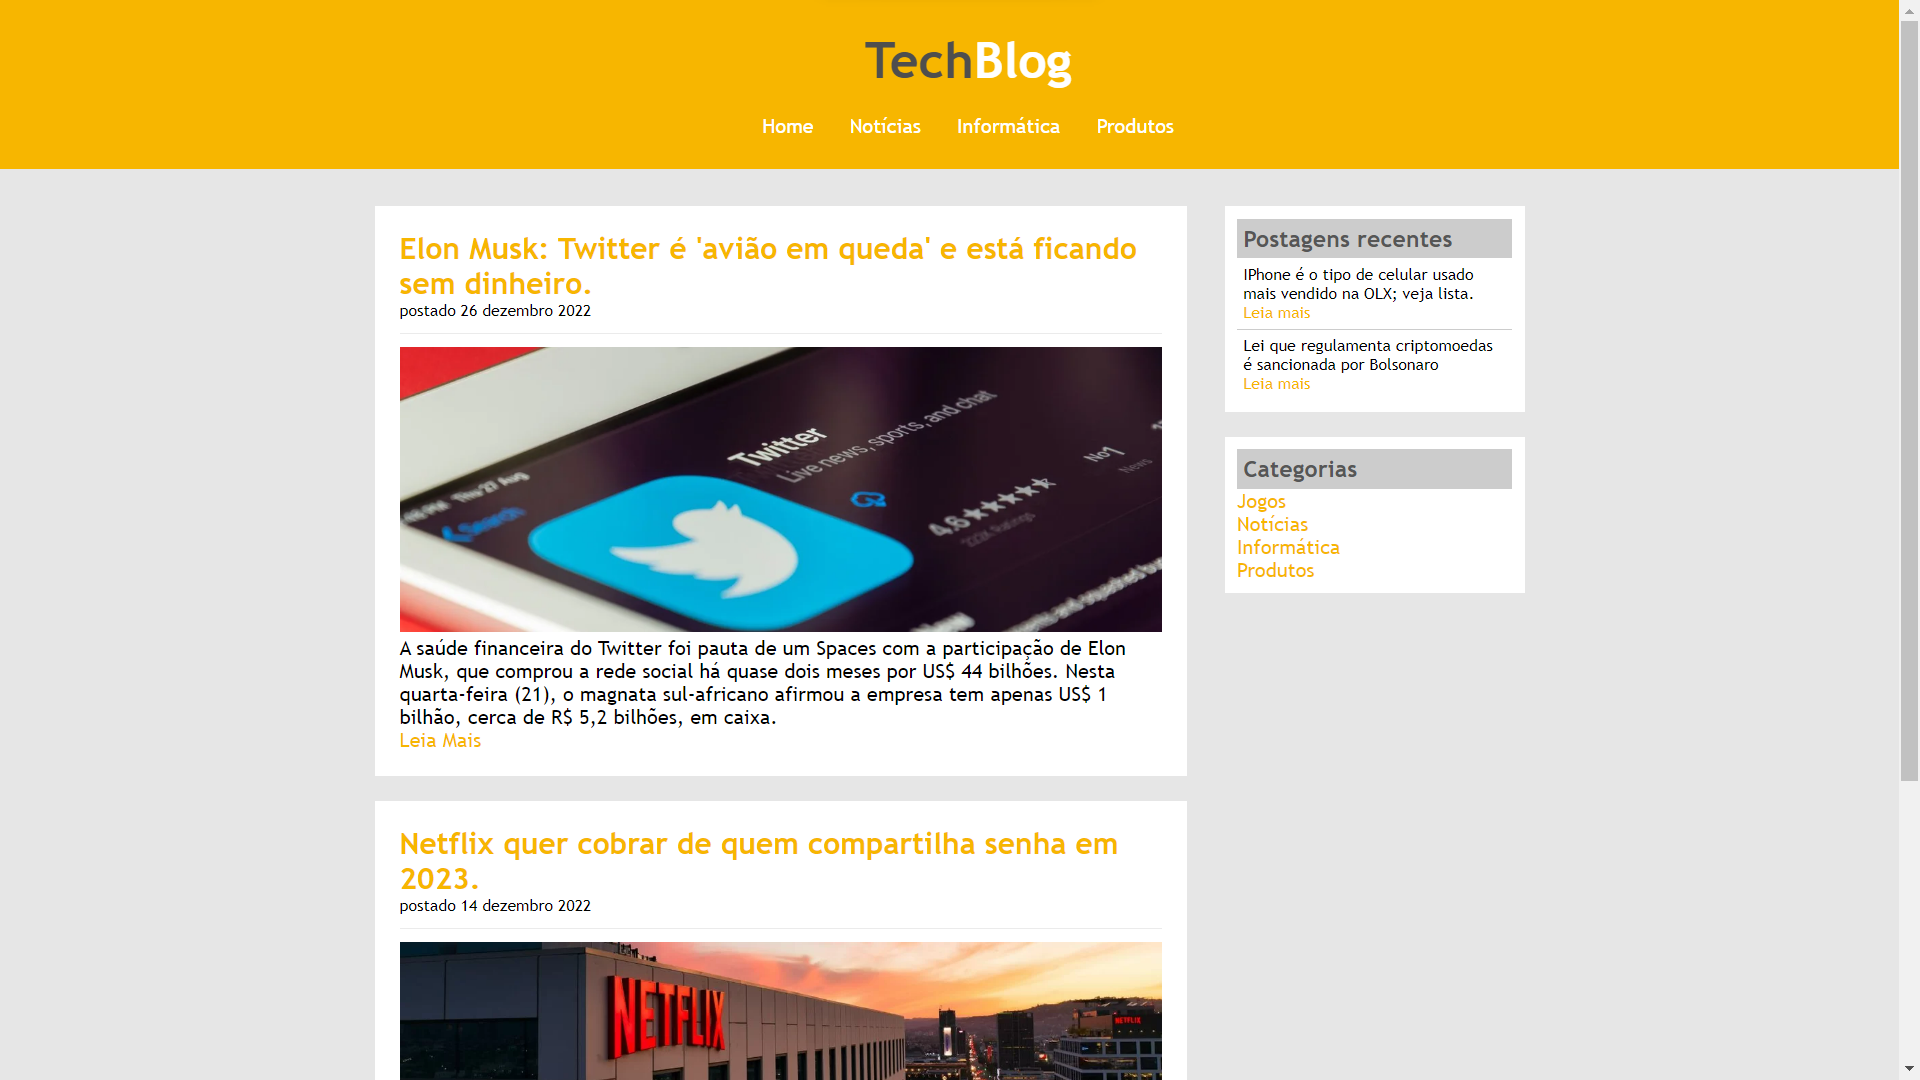 TechBlog
Home Notícias Informática Produtos
Elon Musk: Twitter é 'avião em queda' e está ficando
sem dinheiro.
postado 26 dezembro 2022
Thu 27 Aug
Search
Twitter
Live news, sports, and chat
4.6★★★★★
222K Ratings
No1
News
A saúde financeira do Twitter foi pauta de um Spaces com a participação de Elon
Musk, que comprou a rede social há quase dois meses por US$ 44 bilhões. Nesta
quarta-feira (21), o magnata sul-africano afirmou a empresa tem apenas US$ 1
bilhão, cerca de R$ 5,2 bilhões, em caixa.
Leia Mais
Netflix quer cobrar de quem compartilha senha em
2023.
postado 14 dezembro 2022
NETFLIX
NETFLIX
Postagens recentes
IPhone é o tipo de celular usado
mais vendido na OLX; veja lista.
Leia mais
Lei que regulamenta criptomoedas
é sancionada por Bolsonaro
Leia mais
Categorias
Jogos
Notícias
Informática
Produtos